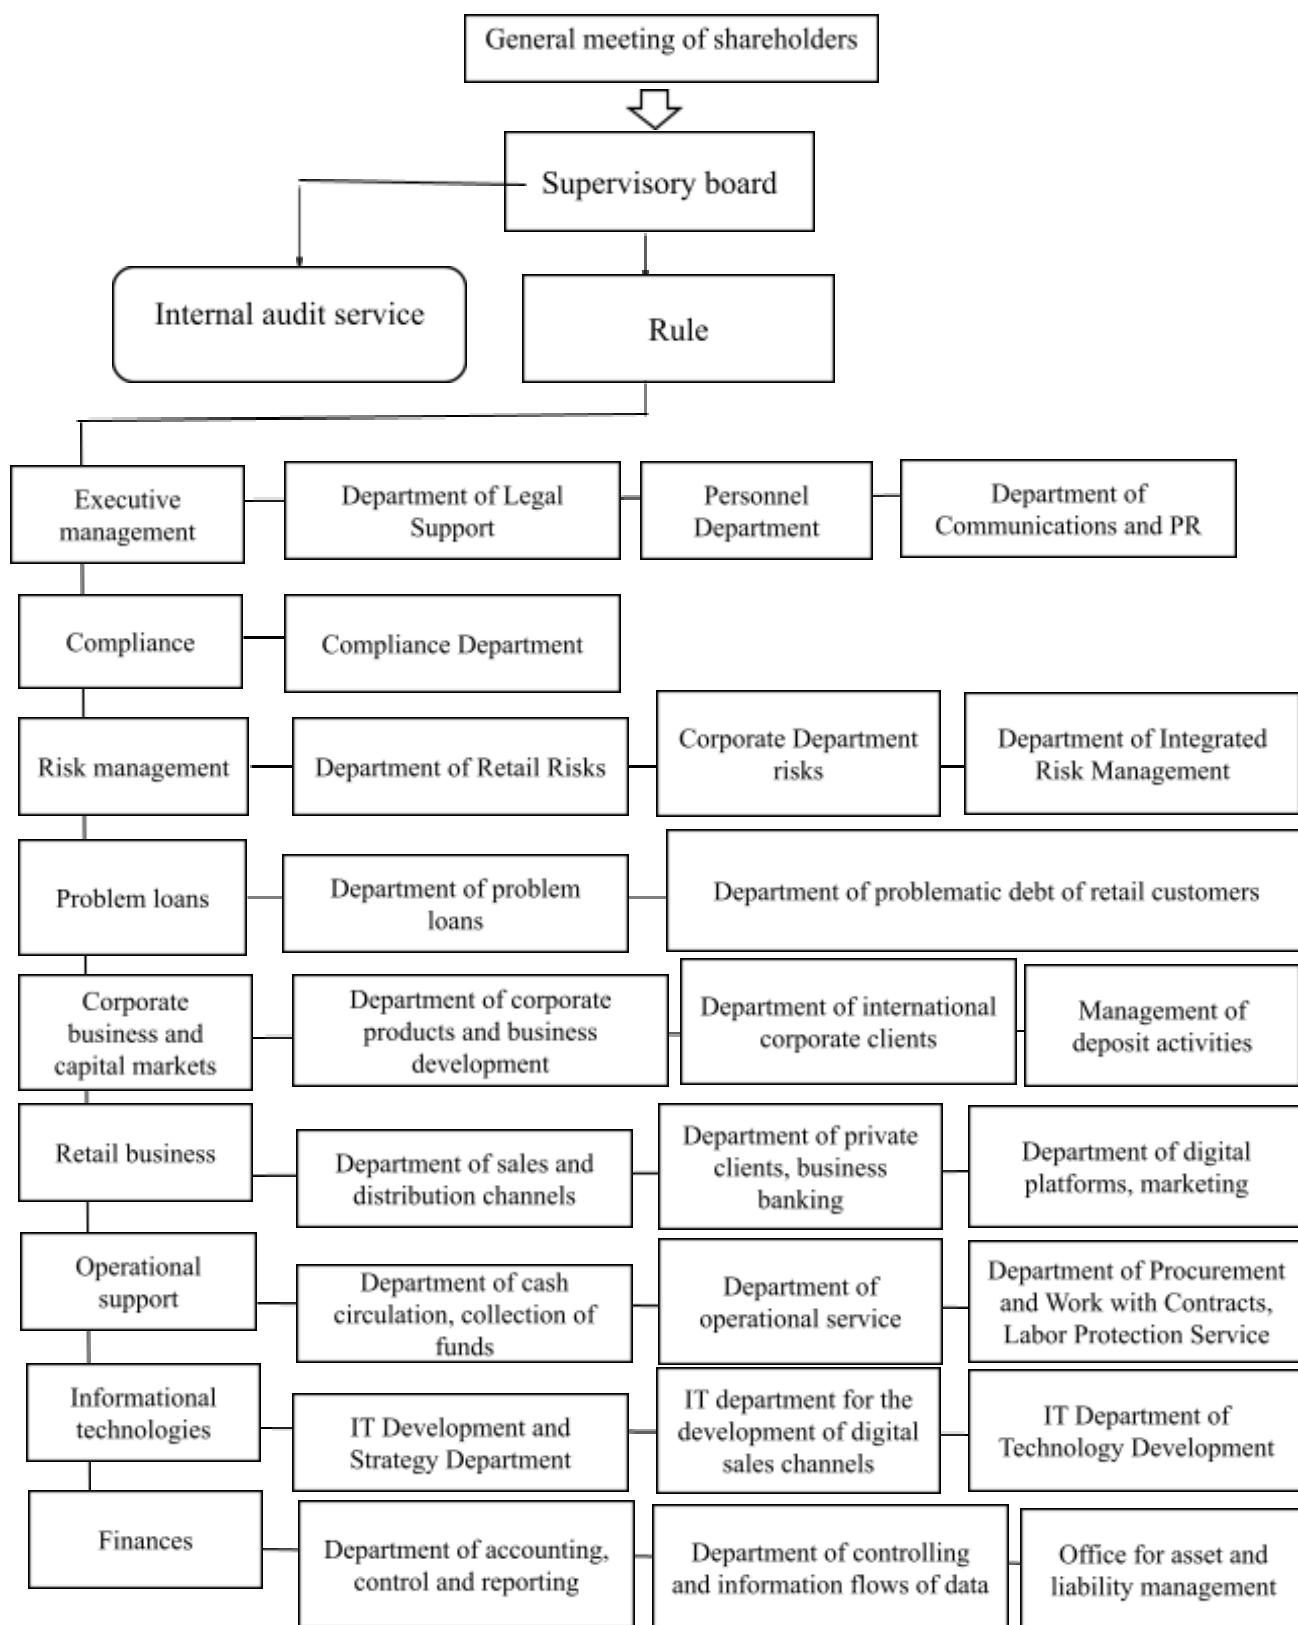 General meeting of shareholders
Supervisory board
Internal audit service
Rule
Executive
management
Department of Legal
Support
Personnel
Department
Department of
Communications and PR
Compliance
Compliance Department
Risk management
Department of Retail Risks
Corporate Department
risks
Department of Integrated
Risk Management
Problem loans
Department of problem
loans
Department of problematic debt of retail customers
Corporate
business and
capital markets
Department of corporate
products and business
development
Department of international
corporate clients
Management of
deposit activities
Retail business
Department of sales and
distribution channels
Department of private
clients, business
banking
Department of digital
platforms, marketing
Operational
support
Department of cash
circulation, collection of
funds
Department of
operational service
Department of Procurement
and Work with Contracts,
Labor Protection Service
Informational
technologies
IT Development and
Strategy Department
IT department for the
development of digital
sales channels
IT Department of
Technology Development
Finances
Department of accounting,
control and reporting
Department of controlling
and information flows of data
Office for asset and
liability management